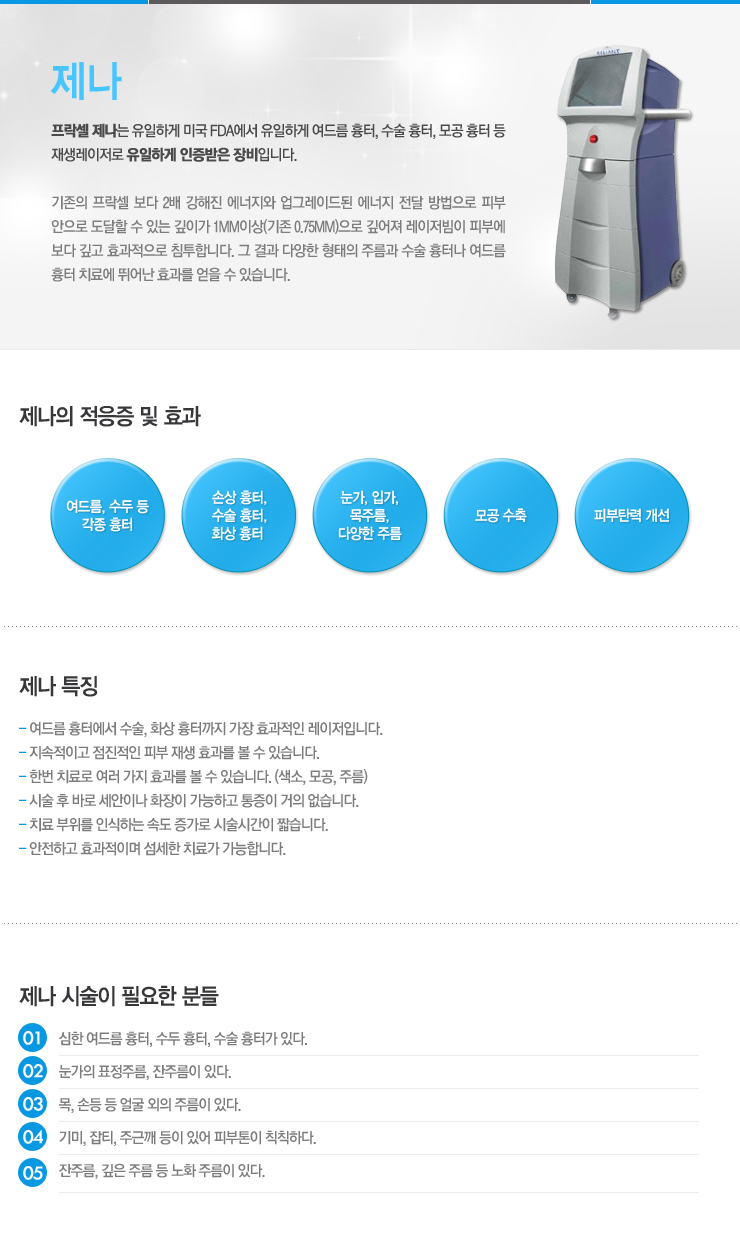 제나
프락셀 제나는 유일하게 미국 FDA에서 유일하게 여드름 흉터, 수술 흉터, 모공 흉터 등
재생레이저로 유일하게 인증받은 장비입니다.
기존의 프락셀 보다 2배 강해진 에너지와 업그레이드된 에너지 전달 방법으로 피부
안으로 도달할 수 있는 깊이가 1MM이상(기존 0.75MM)으로 깊어져 레이저빔이 피부에
보다 깊고 효과적으로 침투합니다. 그 결과 다양한 형태의 주름과 수술 흉터나 여드름
흉터 치료에 뛰어난 효과를 얻을 수 있습니다.
RELIANT
제나의 적응증 및 효과
여드름, 수두 등
각종 흉터
손상 흉터,
수술 흉터,
화상 흉터
눈가, 입가,
목주름,
다양한 주름
모공 수축
피부탄력 개선
제나 특징
- 여드름 흉터에서 수술, 화상 흉터까지 가장 효과적인 레이저입니다.
- 지속적이고 점진적인 피부 재생 효과를 볼 수 있습니다.
- 한번 치료로 여러 가지 효과를 볼 수 있습니다. (색소, 모공, 주름)
- 시술 후 바로 세안이나 화장이 가능하고 통증이 거의 없습니다.
- 치료 부위를 인식하는 속도 증가로 시술시간이 짧습니다.
- 안전하고 효과적이며 섬세한 치료가 가능합니다.
제나 시술이 필요한 분들
01 심한 여드름 흉터, 수두 흉터, 수술 흉터가 있다.
02 눈가의 표정주름, 잔주름이 있다.
03 목, 손등 등 얼굴 외의 주름이 있다.
04 기미, 잡티, 주근깨 등이 있어 피부톤이 칙칙하다.
05 잔주름, 깊은 주름 등 노화 주름이 있다.